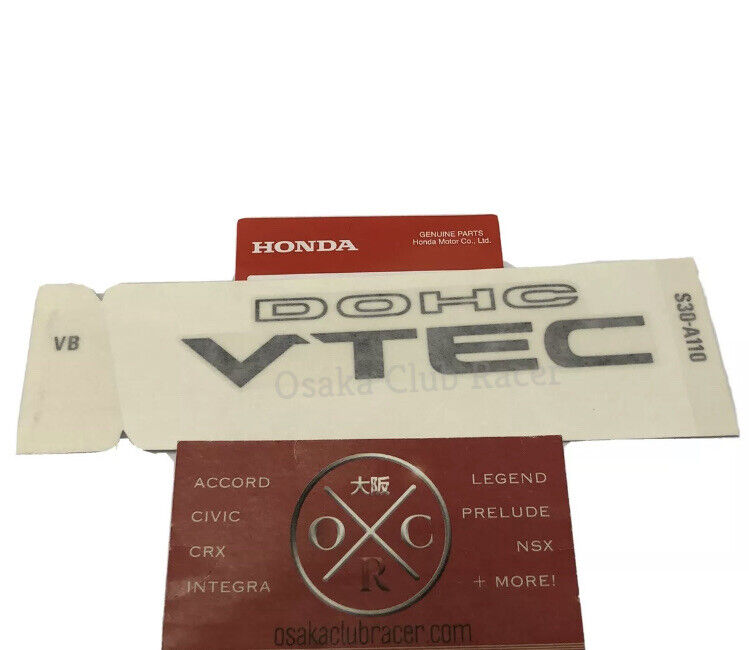 HONDA
GENUINE PARTS
Honda Motor Co., Ltd.
DOHC
VTEC
VB
S30-A110
Osaka Club Racer
ACCORD
CIVIC
CRX
INTEGRA
大阪
O C
R
LEGEND
PRELUDE
NSX
+ MORE!
osakaclubracer.com